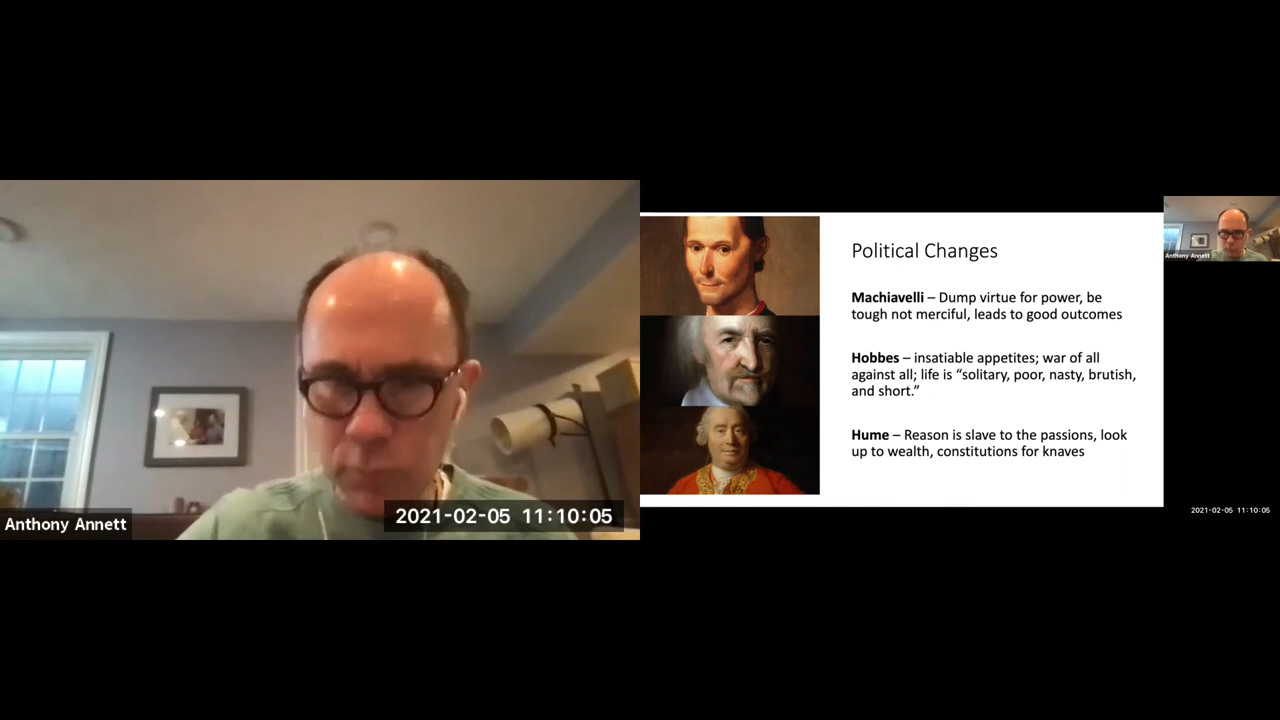 Anthony Annett
2021-02-05 11:10:05
Political Changes
Machiavelli – Dump virtue for power, be
tough not merciful, leads to good outcomes
Hobbes – insatiable appetites; war of all
against all; life is “solitary, poor, nasty, brutish,
and short.”
Hume – Reason is slave to the passions, look
up to wealth, constitutions for knaves
Anthony Annett
2021-02-05 11:10:05